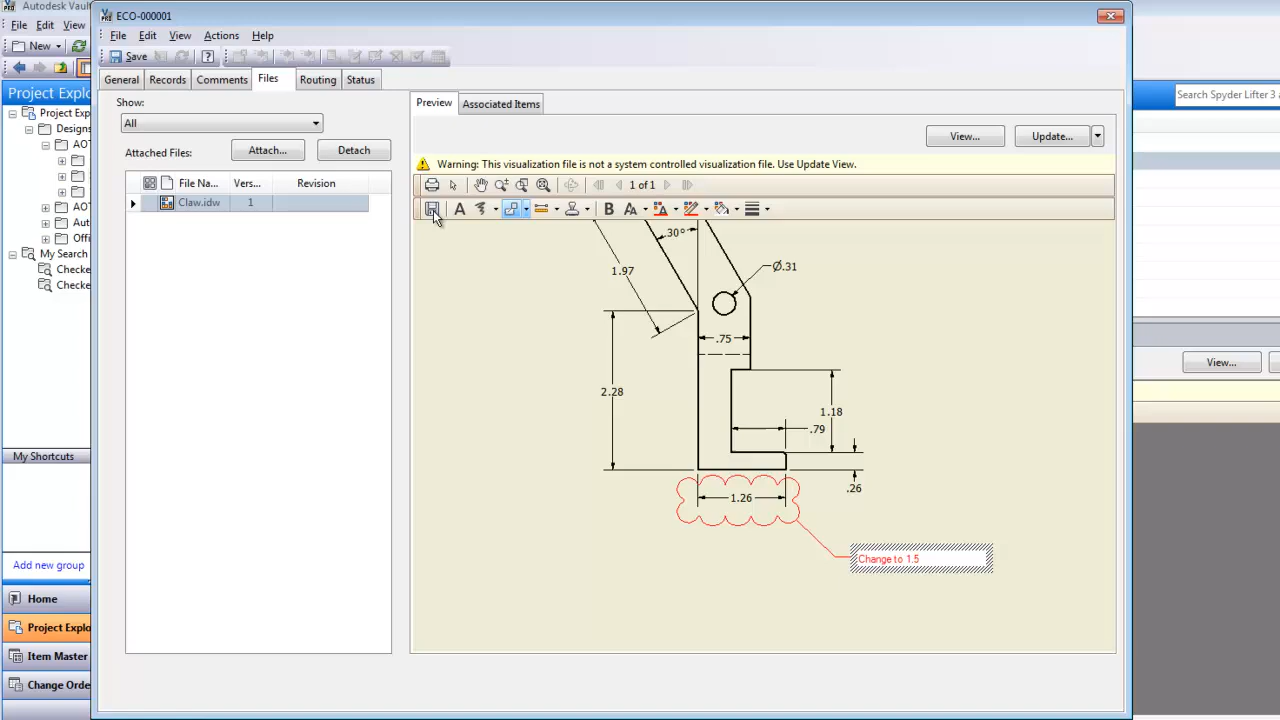 Autodesk Vau
File Edit View
New
Project Explo
Project Exp
Designs
AOT
AOT
Aut
Offi
My Search
Checke
Checke
My Shortcuts
Add new group
Home
Project Explo
Item Master
Change Orde
ECO-000001
File Edit View Actions Help
Save
General Records Comments Files Routing Status
Show:
All
Attached Files: Attach... Detach
File Na... Vers... Revision
Claw.idw 1
Preview Associated Items
View... Update...
Warning: This visualization file is not a system controlled visualization file. Use Update View.
1 of 1
A B A A
30°
1.97
Ø.31
.75
2.28
1.18
.79
.26
1.26
Change to 1.5
Search Spyder Lifter 3 a
View...